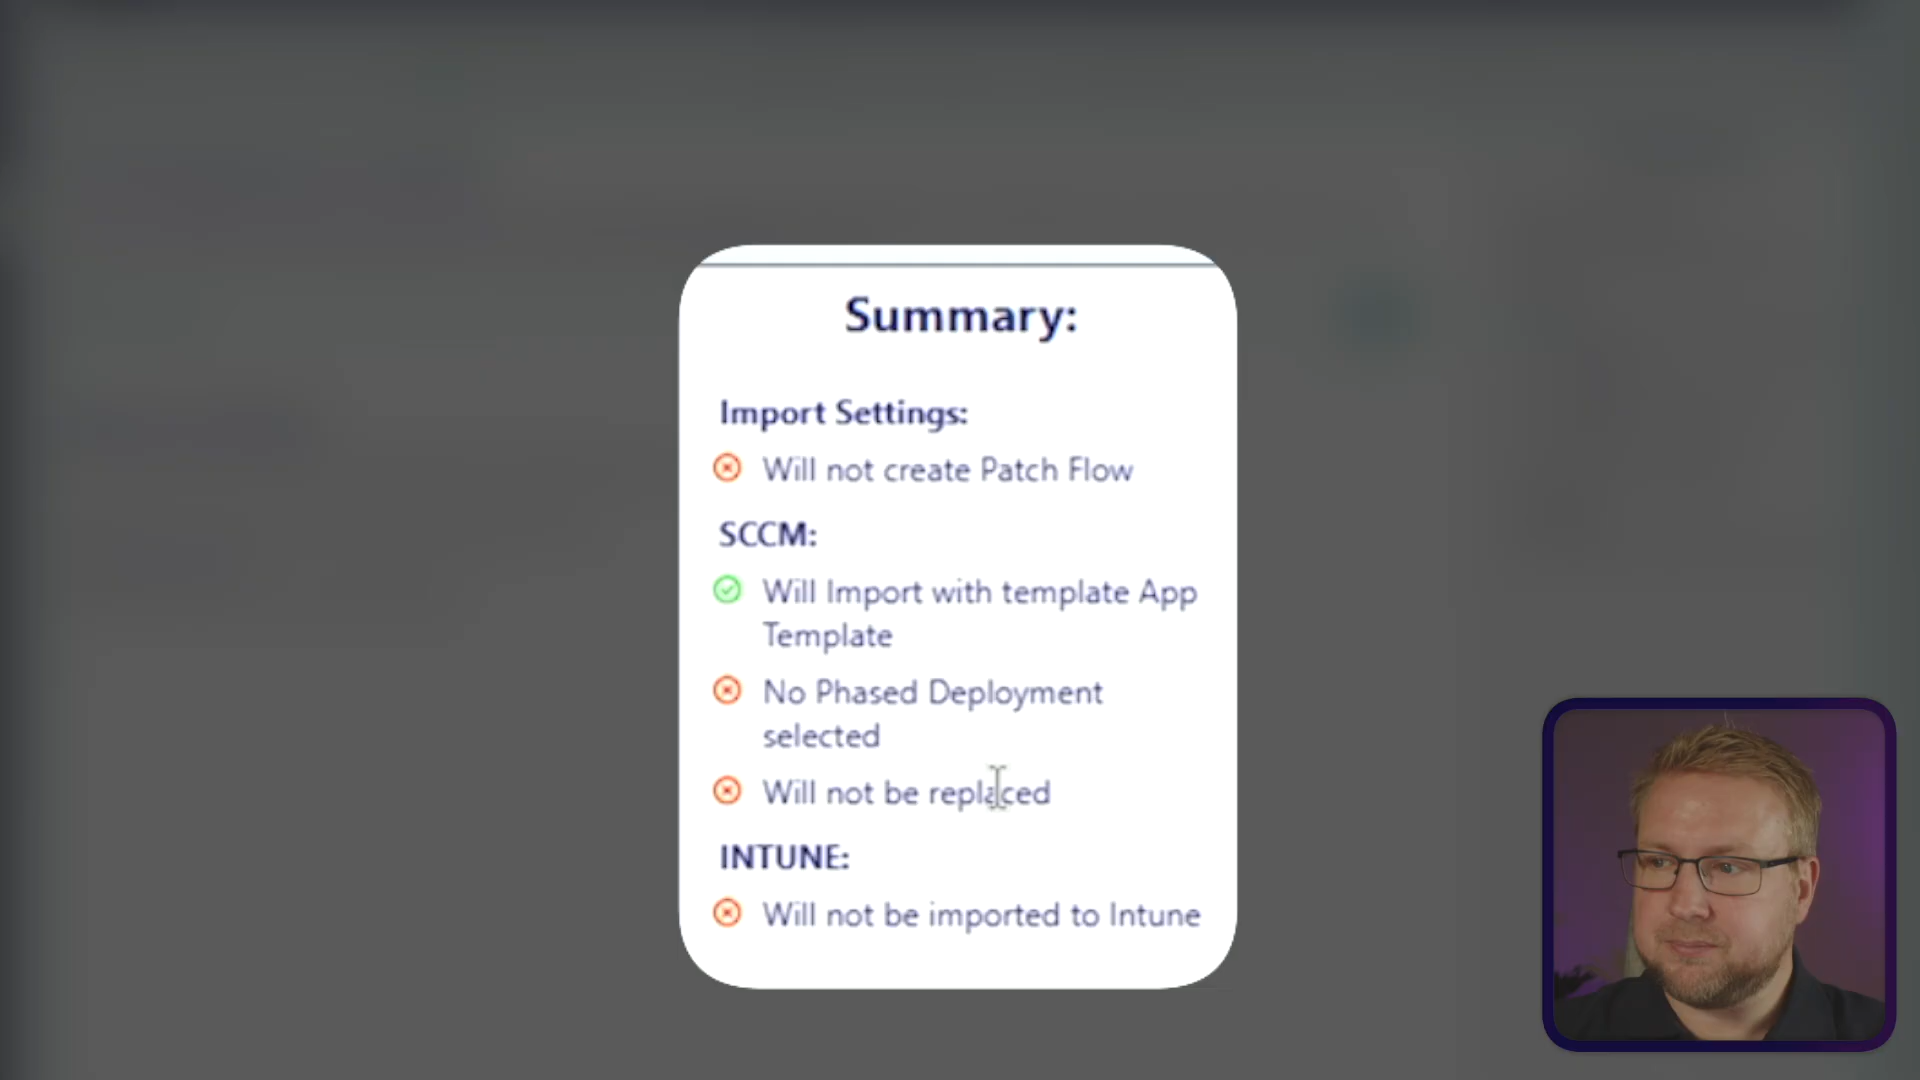 Summary:
Import Settings:
Will not create Patch Flow
SCCM:
Will Import with template App
Template
No Phased Deployment
selected
Will not be replaced
INTUNE:
Will not be imported to Intune